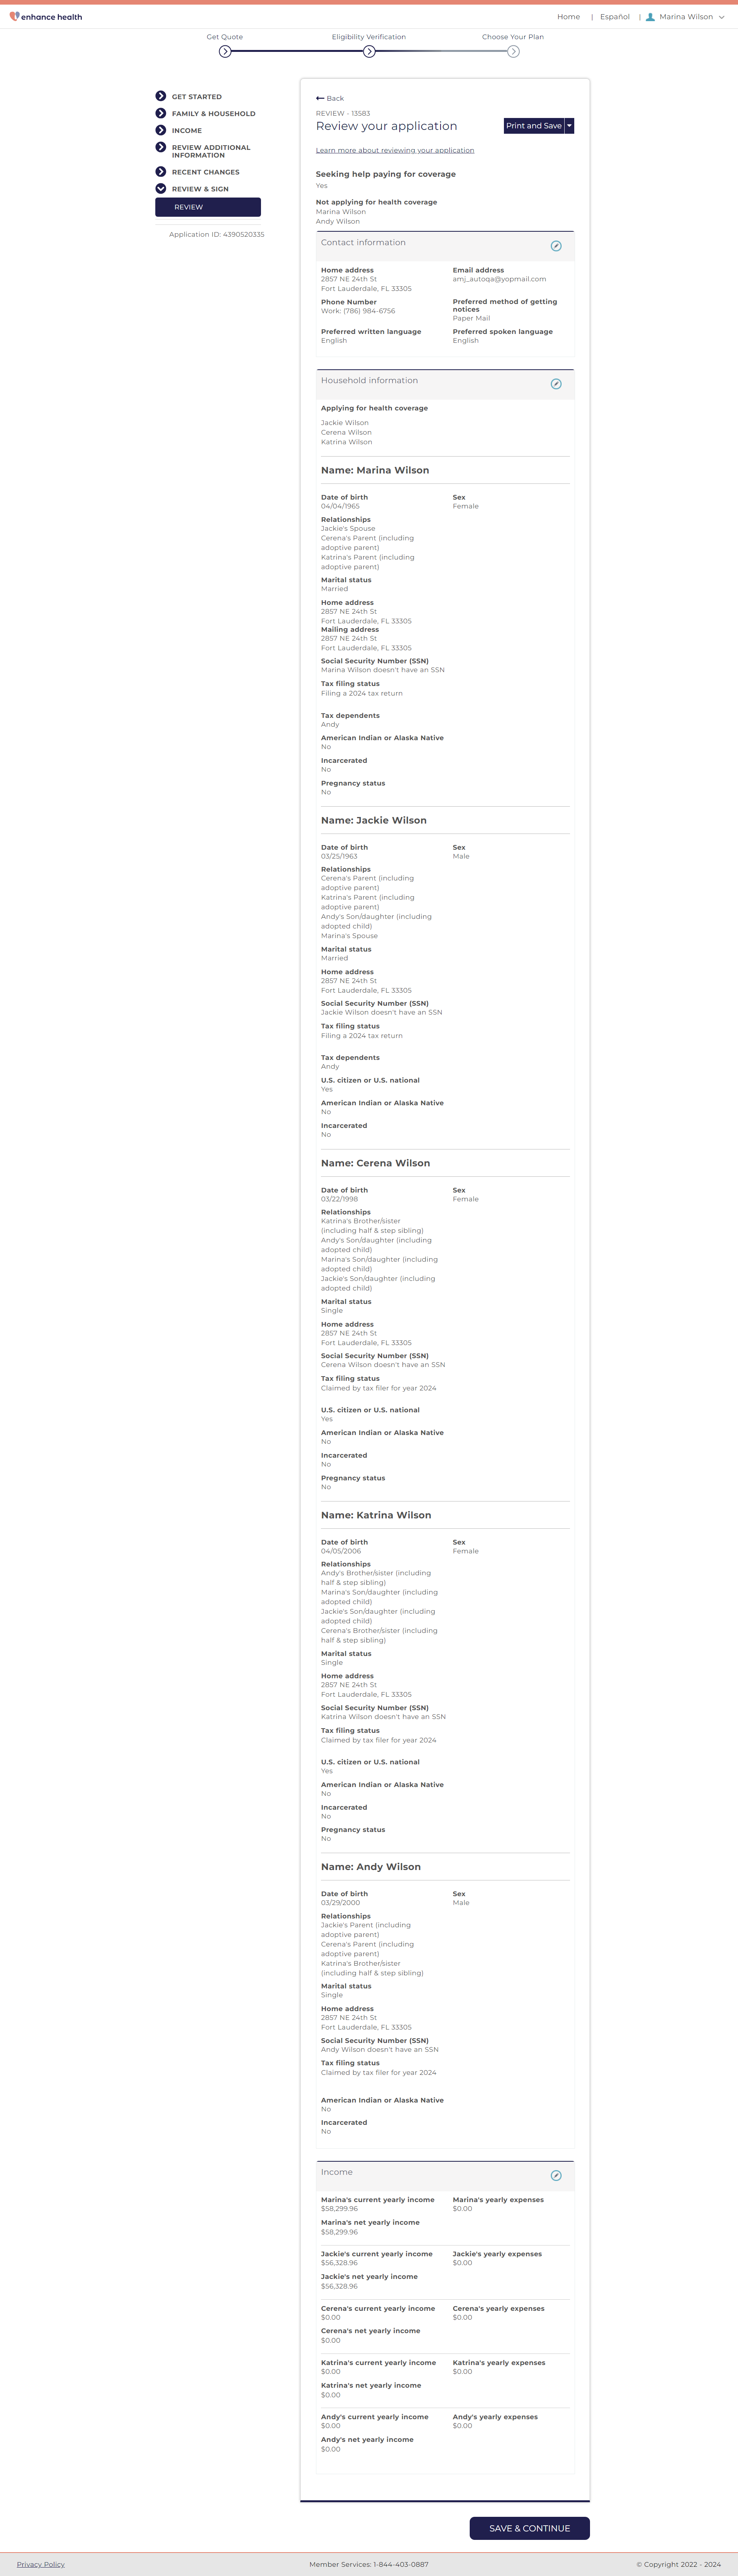 enhance health
Home | Español | Marina Wilson
Get Quote Eligibility Verification Choose Your Plan
GET STARTED
FAMILY & HOUSEHOLD
INCOME
REVIEW ADDITIONAL
INFORMATION
RECENT CHANGES
REVIEW & SIGN
REVIEW
Application ID: 4390520335
Back
REVIEW - 13583
Review your application
Print and Save
Learn more about reviewing your application
Seeking help paying for coverage
Yes
Not applying for health coverage
Marina Wilson
Andy Wilson
Contact information
Home address
2857 NE 24th St
Fort Lauderdale, FL 33305
Email address
amj_autoqa@yopmail.com
Phone Number
Work: (786) 984-6756
Preferred method of getting
notices
Paper Mail
Preferred written language
English
Preferred spoken language
English
Household information
Applying for health coverage
Jackie Wilson
Cerena Wilson
Katrina Wilson
Name: Marina Wilson
Date of birth
04/04/1965
Sex
Female
Relationships
Jackie's Spouse
Cerena's Parent (including
adoptive parent)
Katrina's Parent (including
adoptive parent)
Marital status
Married
Home address
2857 NE 24th St
Fort Lauderdale, FL 33305
Mailing address
2857 NE 24th St
Fort Lauderdale, FL 33305
Social Security Number (SSN)
Marina Wilson doesn't have an SSN
Tax filing status
Filing a 2024 tax return
Tax dependents
Andy
American Indian or Alaska Native
No
Incarcerated
No
Pregnancy status
No
Name: Jackie Wilson
Date of birth
03/25/1963
Sex
Male
Relationships
Cerena's Parent (including
adoptive parent)
Katrina's Parent (including
adoptive parent)
Andy's Son/daughter (including
adopted child)
Marina's Spouse
Marital status
Married
Home address
2857 NE 24th St
Fort Lauderdale, FL 33305
Social Security Number (SSN)
Jackie Wilson doesn't have an SSN
Tax filing status
Filing a 2024 tax return
Tax dependents
Andy
U.S. citizen or U.S. national
Yes
American Indian or Alaska Native
No
Incarcerated
No
Name: Cerena Wilson
Date of birth
03/22/1998
Sex
Female
Relationships
Katrina's Brother/sister
(including half & step sibling)
Andy's Son/daughter (including
adopted child)
Marina's Son/daughter (including
adopted child)
Jackie's Son/daughter (including
adopted child)
Marital status
Single
Home address
2857 NE 24th St
Fort Lauderdale, FL 33305
Social Security Number (SSN)
Cerena Wilson doesn't have an SSN
Tax filing status
Claimed by tax filer for year 2024
U.S. citizen or U.S. national
Yes
American Indian or Alaska Native
No
Incarcerated
No
Pregnancy status
No
Name: Katrina Wilson
Date of birth
04/05/2006
Sex
Female
Relationships
Andy's Brother/sister (including
half & step sibling)
Marina's Son/daughter (including
adopted child)
Jackie's Son/daughter (including
adopted child)
Cerena's Brother/sister (including
half & step sibling)
Marital status
Single
Home address
2857 NE 24th St
Fort Lauderdale, FL 33305
Social Security Number (SSN)
Katrina Wilson doesn't have an SSN
Tax filing status
Claimed by tax filer for year 2024
U.S. citizen or U.S. national
Yes
American Indian or Alaska Native
No
Incarcerated
No
Pregnancy status
No
Name: Andy Wilson
Date of birth
03/29/2000
Sex
Male
Relationships
Jackie's Parent (including
adoptive parent)
Cerena's Parent (including
adoptive parent)
Katrina's Brother/sister
(including half & step sibling)
Marital status
Single
Home address
2857 NE 24th St
Fort Lauderdale, FL 33305
Social Security Number (SSN)
Andy Wilson doesn't have an SSN
Tax filing status
Claimed by tax filer for year 2024
American Indian or Alaska Native
No
Incarcerated
No
Income
Marina's current yearly income
$58,299.96
Marina's yearly expenses
$0.00
Marina's net yearly income
$58,299.96
Jackie's current yearly income
$56,328.96
Jackie's yearly expenses
$0.00
Jackie's net yearly income
$56,328.96
Cerena's current yearly income
$0.00
Cerena's yearly expenses
$0.00
Cerena's net yearly income
$0.00
Katrina's current yearly income
$0.00
Katrina's yearly expenses
$0.00
Katrina's net yearly income
$0.00
Andy's current yearly income
$0.00
Andy's yearly expenses
$0.00
Andy's net yearly income
$0.00
SAVE & CONTINUE
Privacy Policy
Member Services: 1-844-403-0887
© Copyright 2022 - 2024